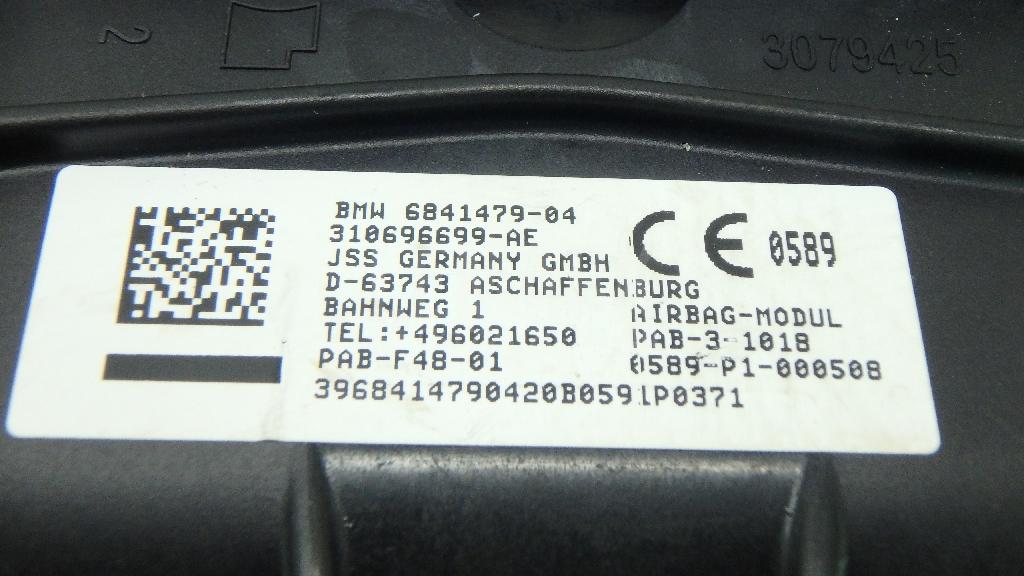 2
3079425
BMW 6841479-04
310696699-AE
JSS GERMANY GMBH
D-63743 ASCHAFFENBURG
BAHNWEG 1
TEL:+496021650
PAB-F48-01
3968414790420B0591P0371
CE 0589
AIRBAG-MODUL
PAB-3-1018
0589-P1-000508